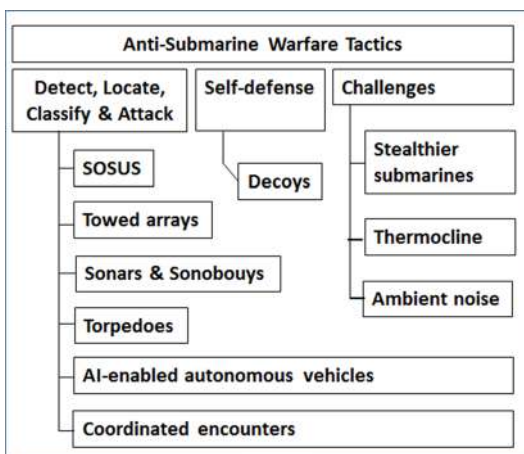 Anti-Submarine Warfare Tactics
Detect, Locate,
Classify & Attack
SOSUS
Towed arrays
Sonars & Sonobouys
Torpedoes
AI-enabled autonomous vehicles
Coordinated encounters
Self-defense
Decoys
Challenges
Stealthier
submarines
Thermocline
Ambient noise